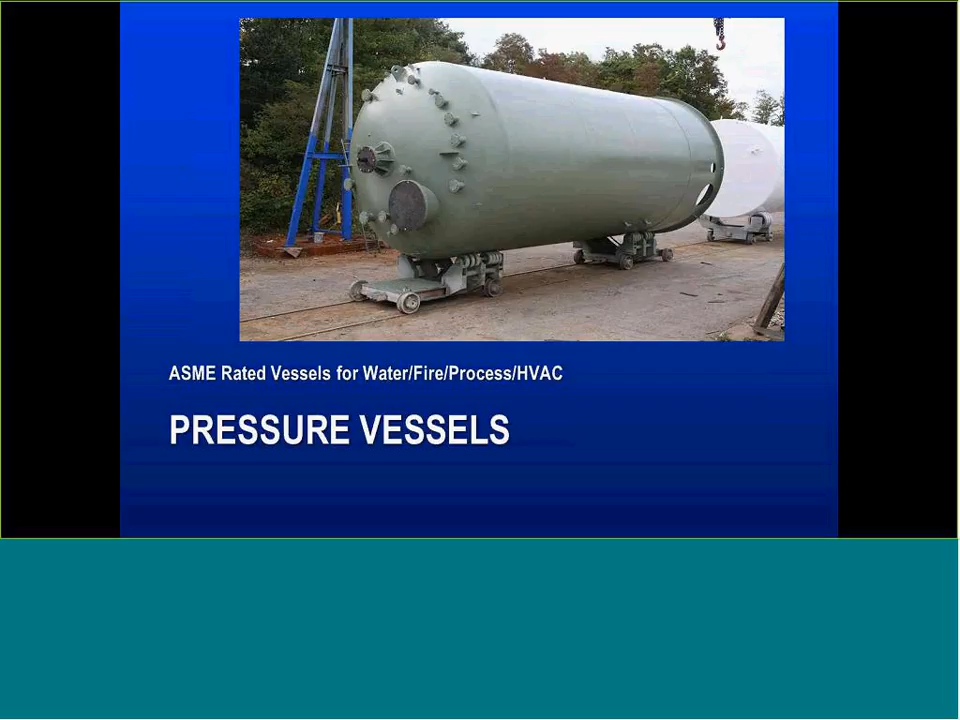 ASME Rated Vessels for Water/Fire/Process/HVAC
PRESSURE VESSELS